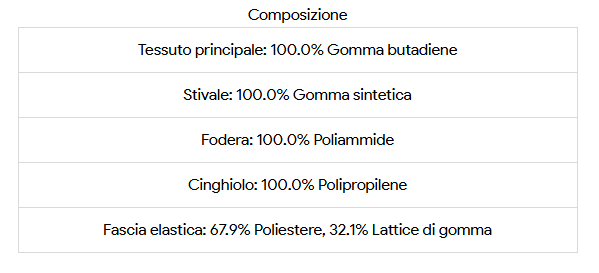 Composizione
Tessuto principale: 100.0% Gomma butadiene
Stivale: 100.0% Gomma sintetica
Fodera: 100.0% Poliammide
Cinghiolo: 100.0% Polipropilene
Fascia elastica: 67.9% Poliestere, 32.1% Lattice di gomma